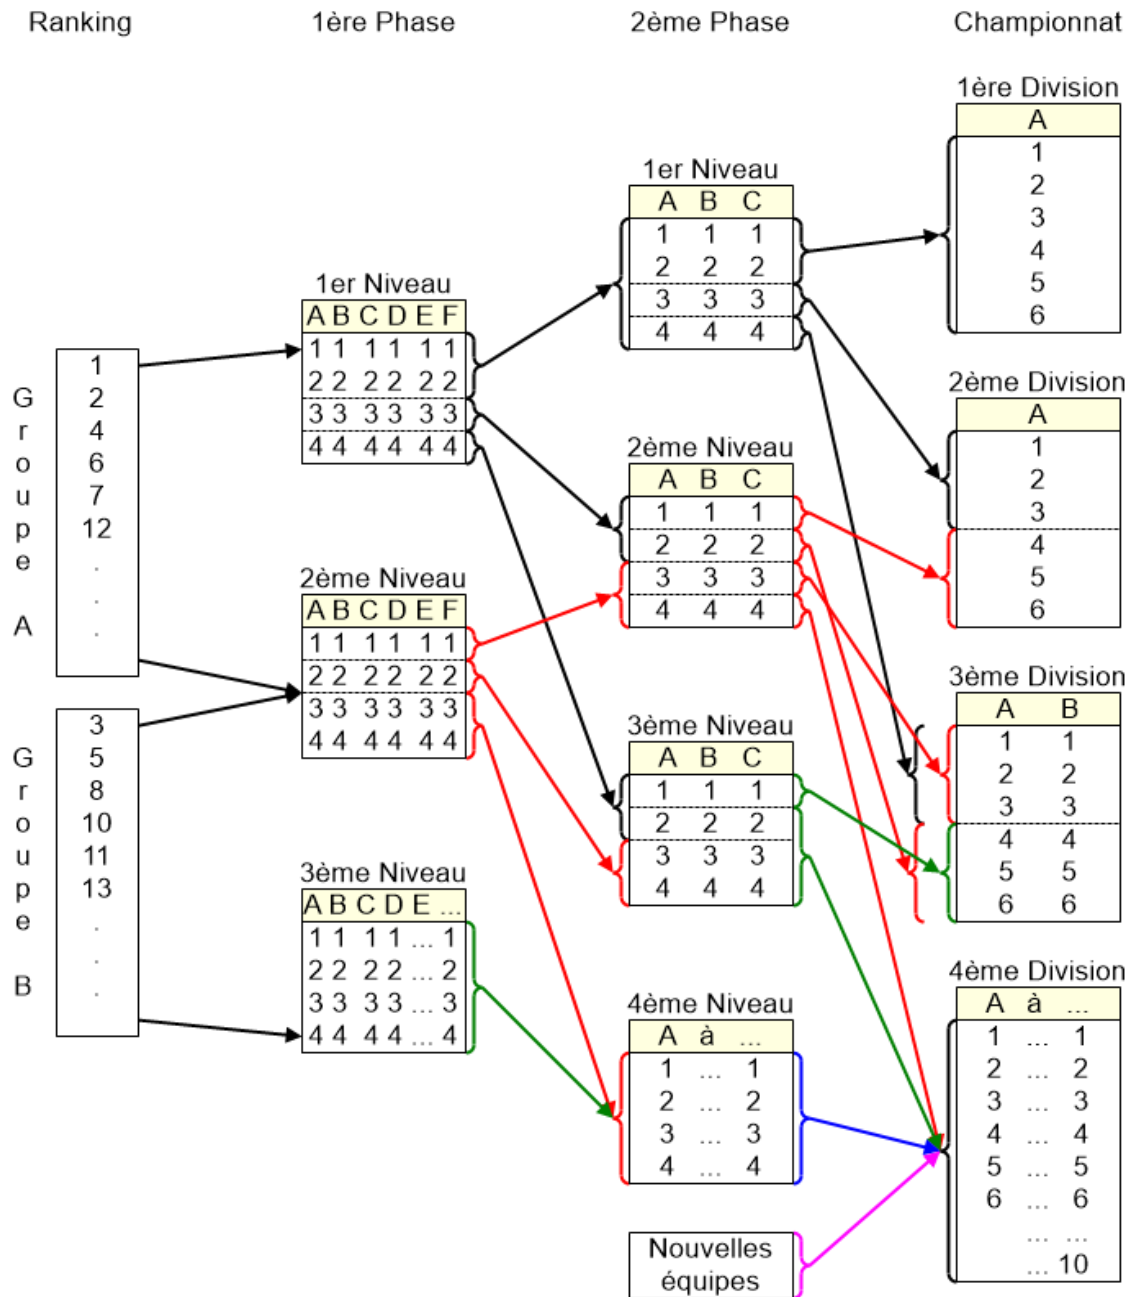 Ranking 1ère Phase 2ème Phase Championnat
Groupe A
1
2
4
6
7
12
.
.
.
Groupe B
3
5
8
10
11
13
.
.
.
1er Niveau
A B C D E F
1 1 1 1 1 1
2 2 2 2 2 2
3 3 3 3 3 3
4 4 4 4 4 4
2ème Niveau
A B C D E F
1 1 1 1 1 1
2 2 2 2 2 2
3 3 3 3 3 3
4 4 4 4 4 4
3ème Niveau
A B C D E ...
1 1 1 1 ... 1
2 2 2 2 ... 2
3 3 3 3 ... 3
4 4 4 4 ... 4
1er Niveau
A B C
1 1 1
2 2 2
3 3 3
4 4 4
2ème Niveau
A B C
1 1 1
2 2 2
3 3 3
4 4 4
3ème Niveau
A B C
1 1 1
2 2 2
3 3 3
4 4 4
4ème Niveau
A à ...
1 ... 1
2 ... 2
3 ... 3
4 ... 4
Nouvelles
équipes
1ère Division
A
1
2
3
4
5
6
2ème Division
A
1
2
3
4
5
6
3ème Division
A B
1 1
2 2
3 3
4 4
5 5
6 6
4ème Division
A à ...
1 ... 1
2 ... 2
3 ... 3
4 ... 4
5 ... 5
6 ... 6
... ...
... 10